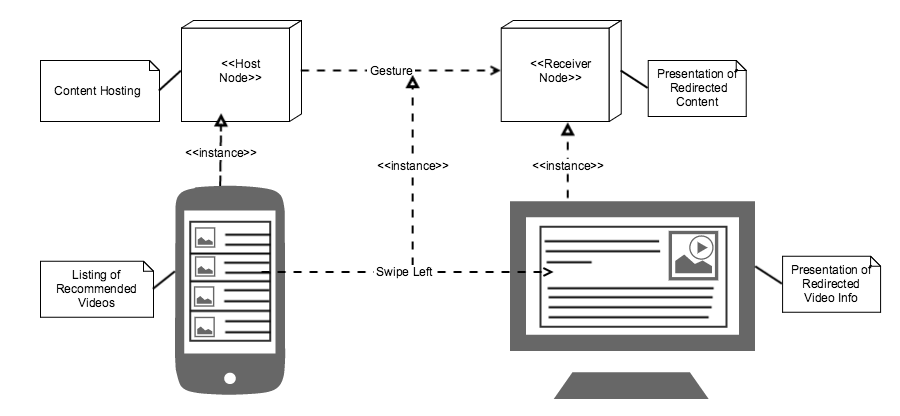 <<Host
Node>>
Gesture
<<Receiver
Node>>
Content Hosting
Presentation of
Redirected
Content
<<instance>>
<<instance>>
<<instance>>
Listing of
Recommended
Videos
Swipe Left
Presentation of
Redirected
Video Info